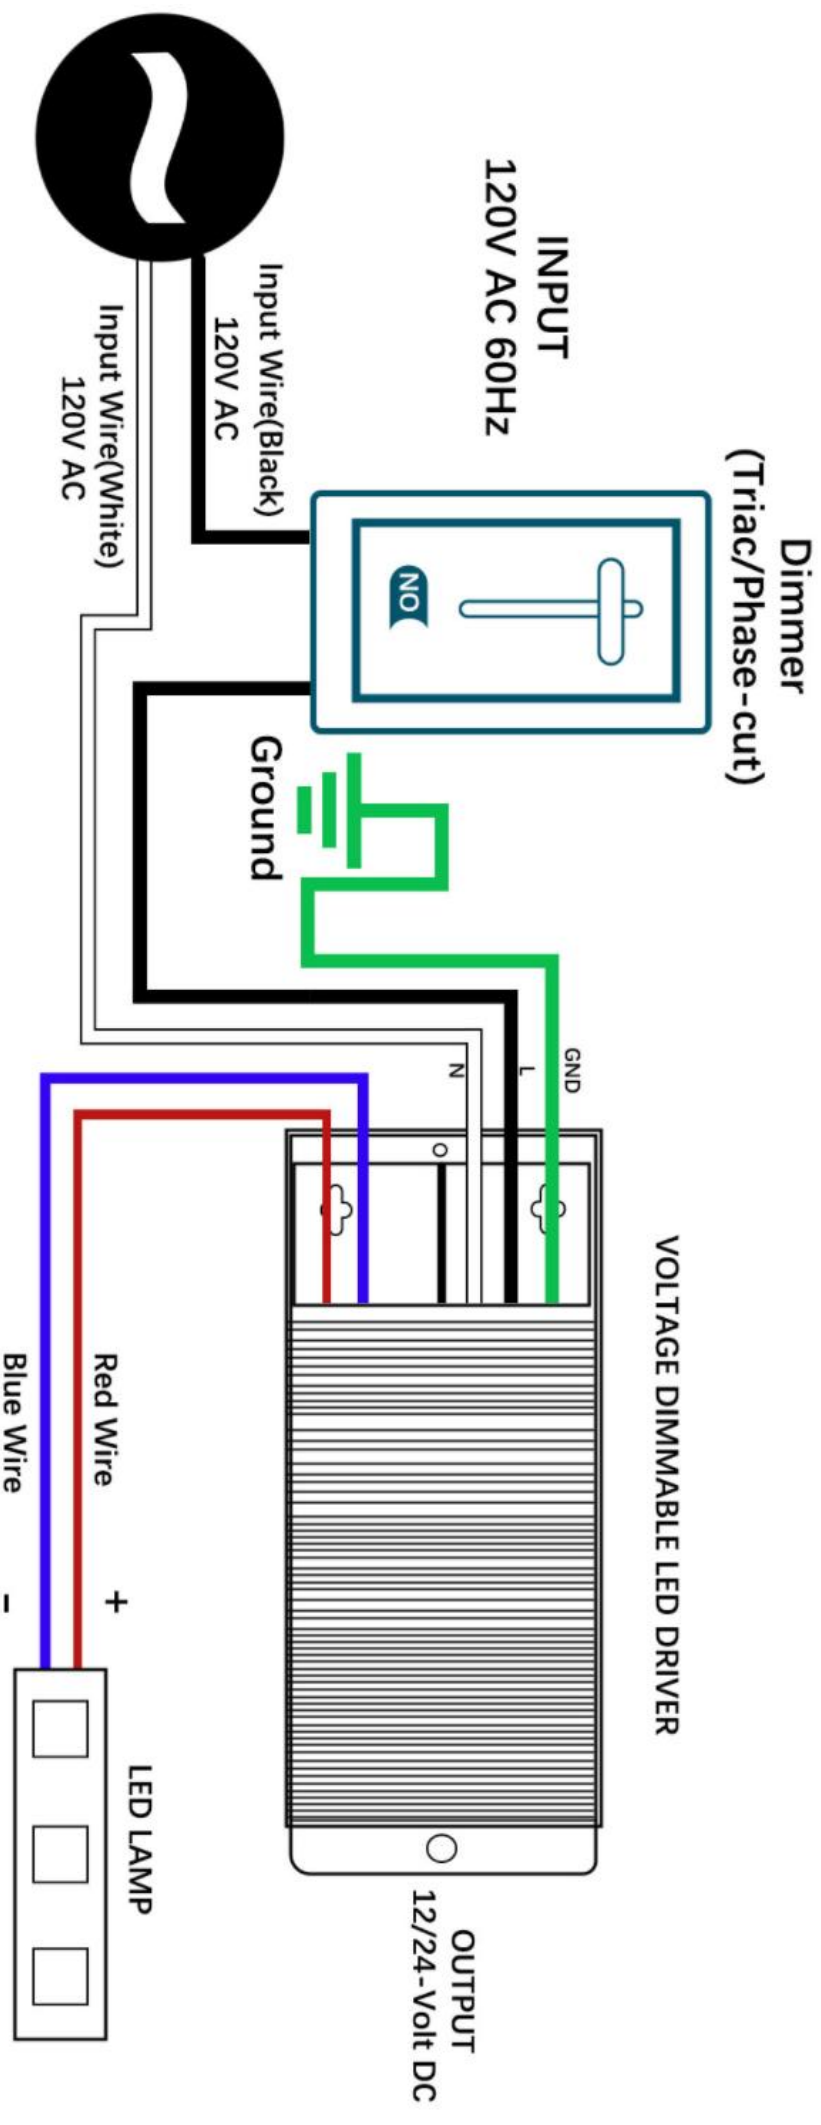 Dimmer
(Triac/Phase-cut)
INPUT
120V AC 60Hz
NO
Input Wire(Black)
120V AC
Input Wire(White)
120V AC
Ground
GND
L
N
VOLTAGE DIMMABLE LED DRIVER
OUTPUT
12/24-Volt DC
Red Wire
+
Blue Wire
-
LED LAMP